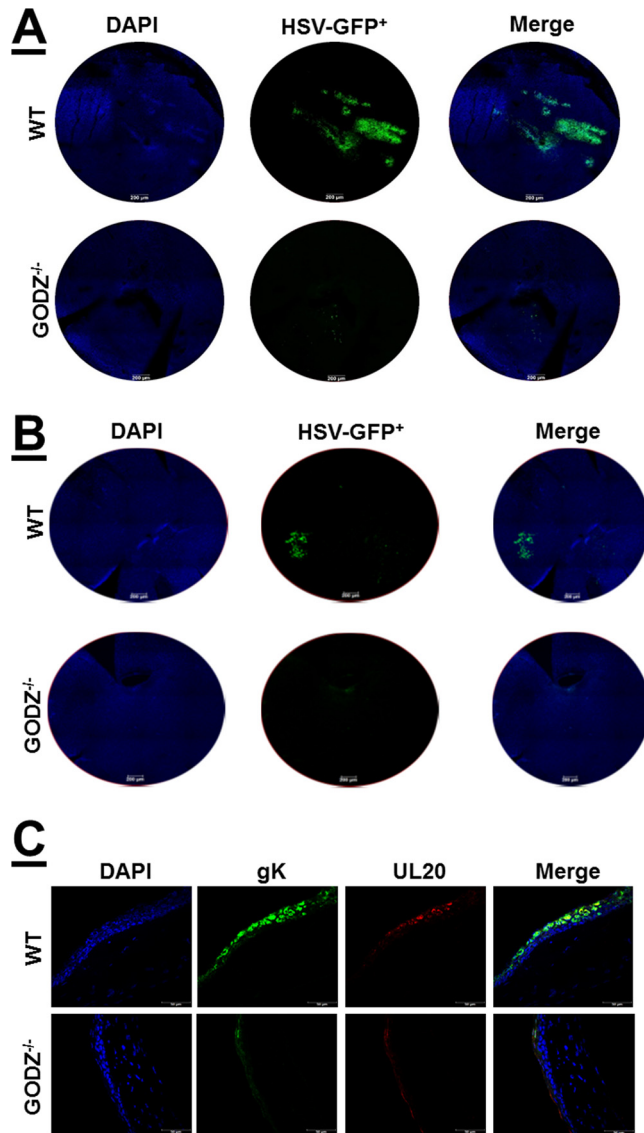 A
DAPI HSV-GFP⁺ Merge
WT
200 µm 200 µm 200 µm
GODZ⁻/⁻
200 µm 200 µm 200 µm
B
DAPI HSV-GFP⁺ Merge
WT
200 µm 200 µm 200 µm
GODZ⁻/⁻
200 µm 200 µm 200 µm
C
DAPI gK UL20 Merge
WT
GODZ⁻/⁻